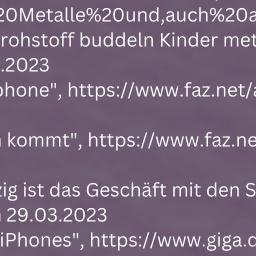 20Metalle%20und,auch%20a
rohstoff buddeln Kinder met
.2023
phone", https://www.faz.net/a
kommt", https://www.faz.ne
zig ist das Geschäft mit den S
29.03.2023
iPhones", https://www.giga.d